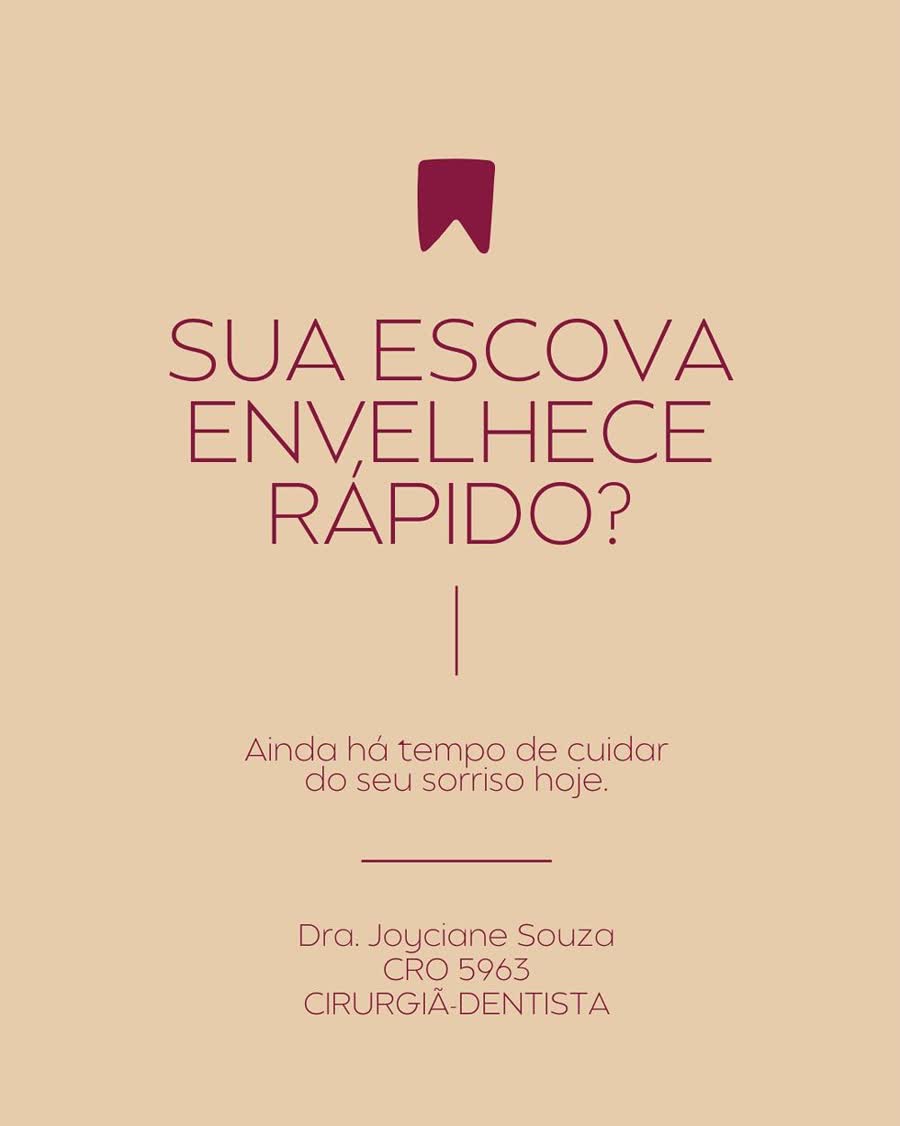 SUA ESCOVA
ENVELHECE
RÁPIDO?
Ainda há tempo de cuidar
do seu sorriso hoje.
Dra. Joyciane Souza
CRO 5963
CIRURGIÃ-DENTISTA